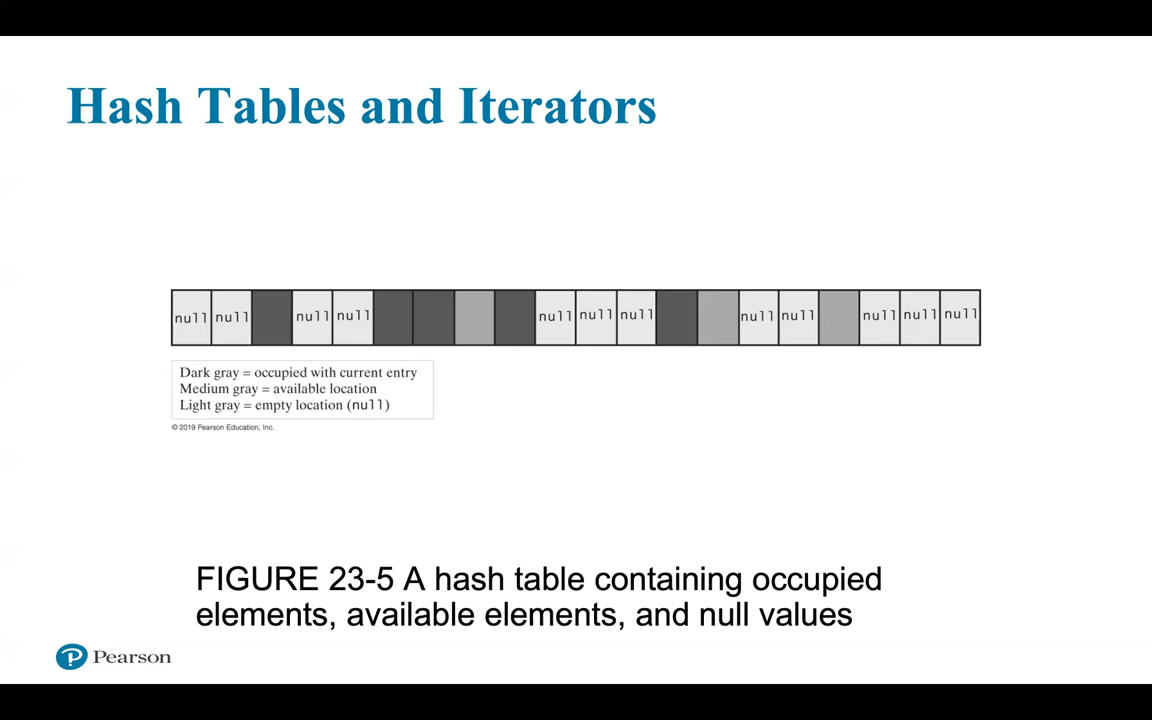 Hash Tables and Iterators
null null null null null null null null null null null null
Dark gray = occupied with current entry
Medium gray = available location
Light gray = empty location (null)
© 2019 Pearson Education, Inc.
FIGURE 23-5 A hash table containing occupied
elements, available elements, and null values
P Pearson